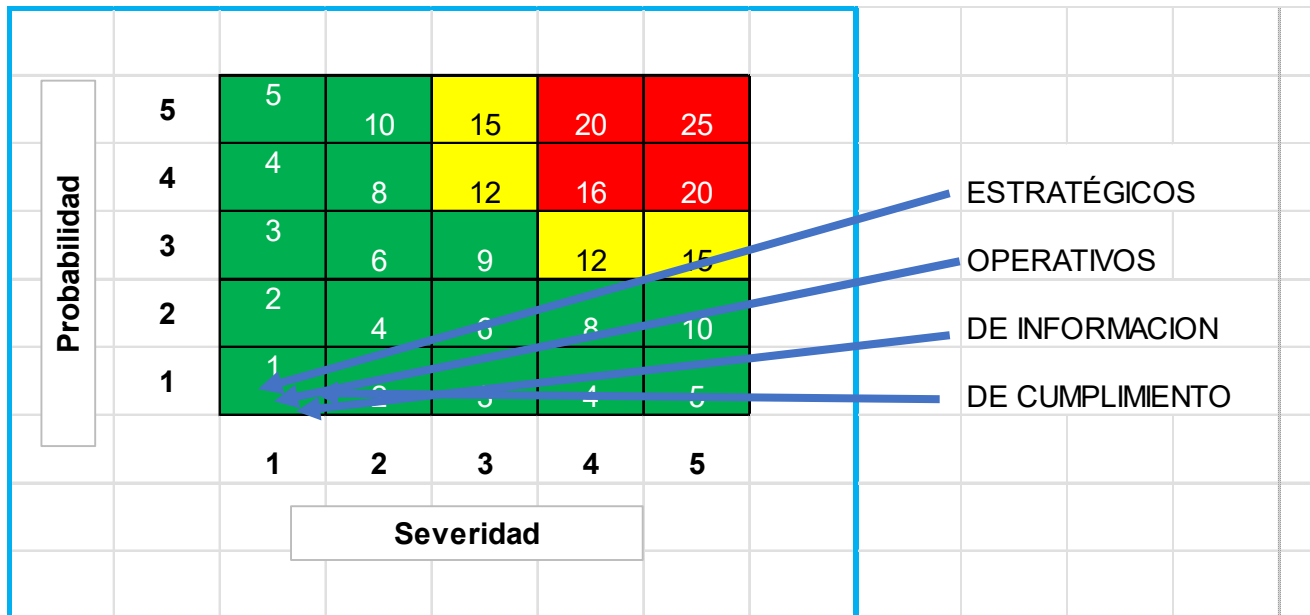 Probabilidad
5 5 10 15 20 25
4 4 8 12 16 20 ESTRATÉGICOS
3 3 6 9 12 15 OPERATIVOS
2 2 4 6 8 10 DE INFORMACION
1 1 2 3 4 5 DE CUMPLIMIENTO
1 2 3 4 5
Severidad